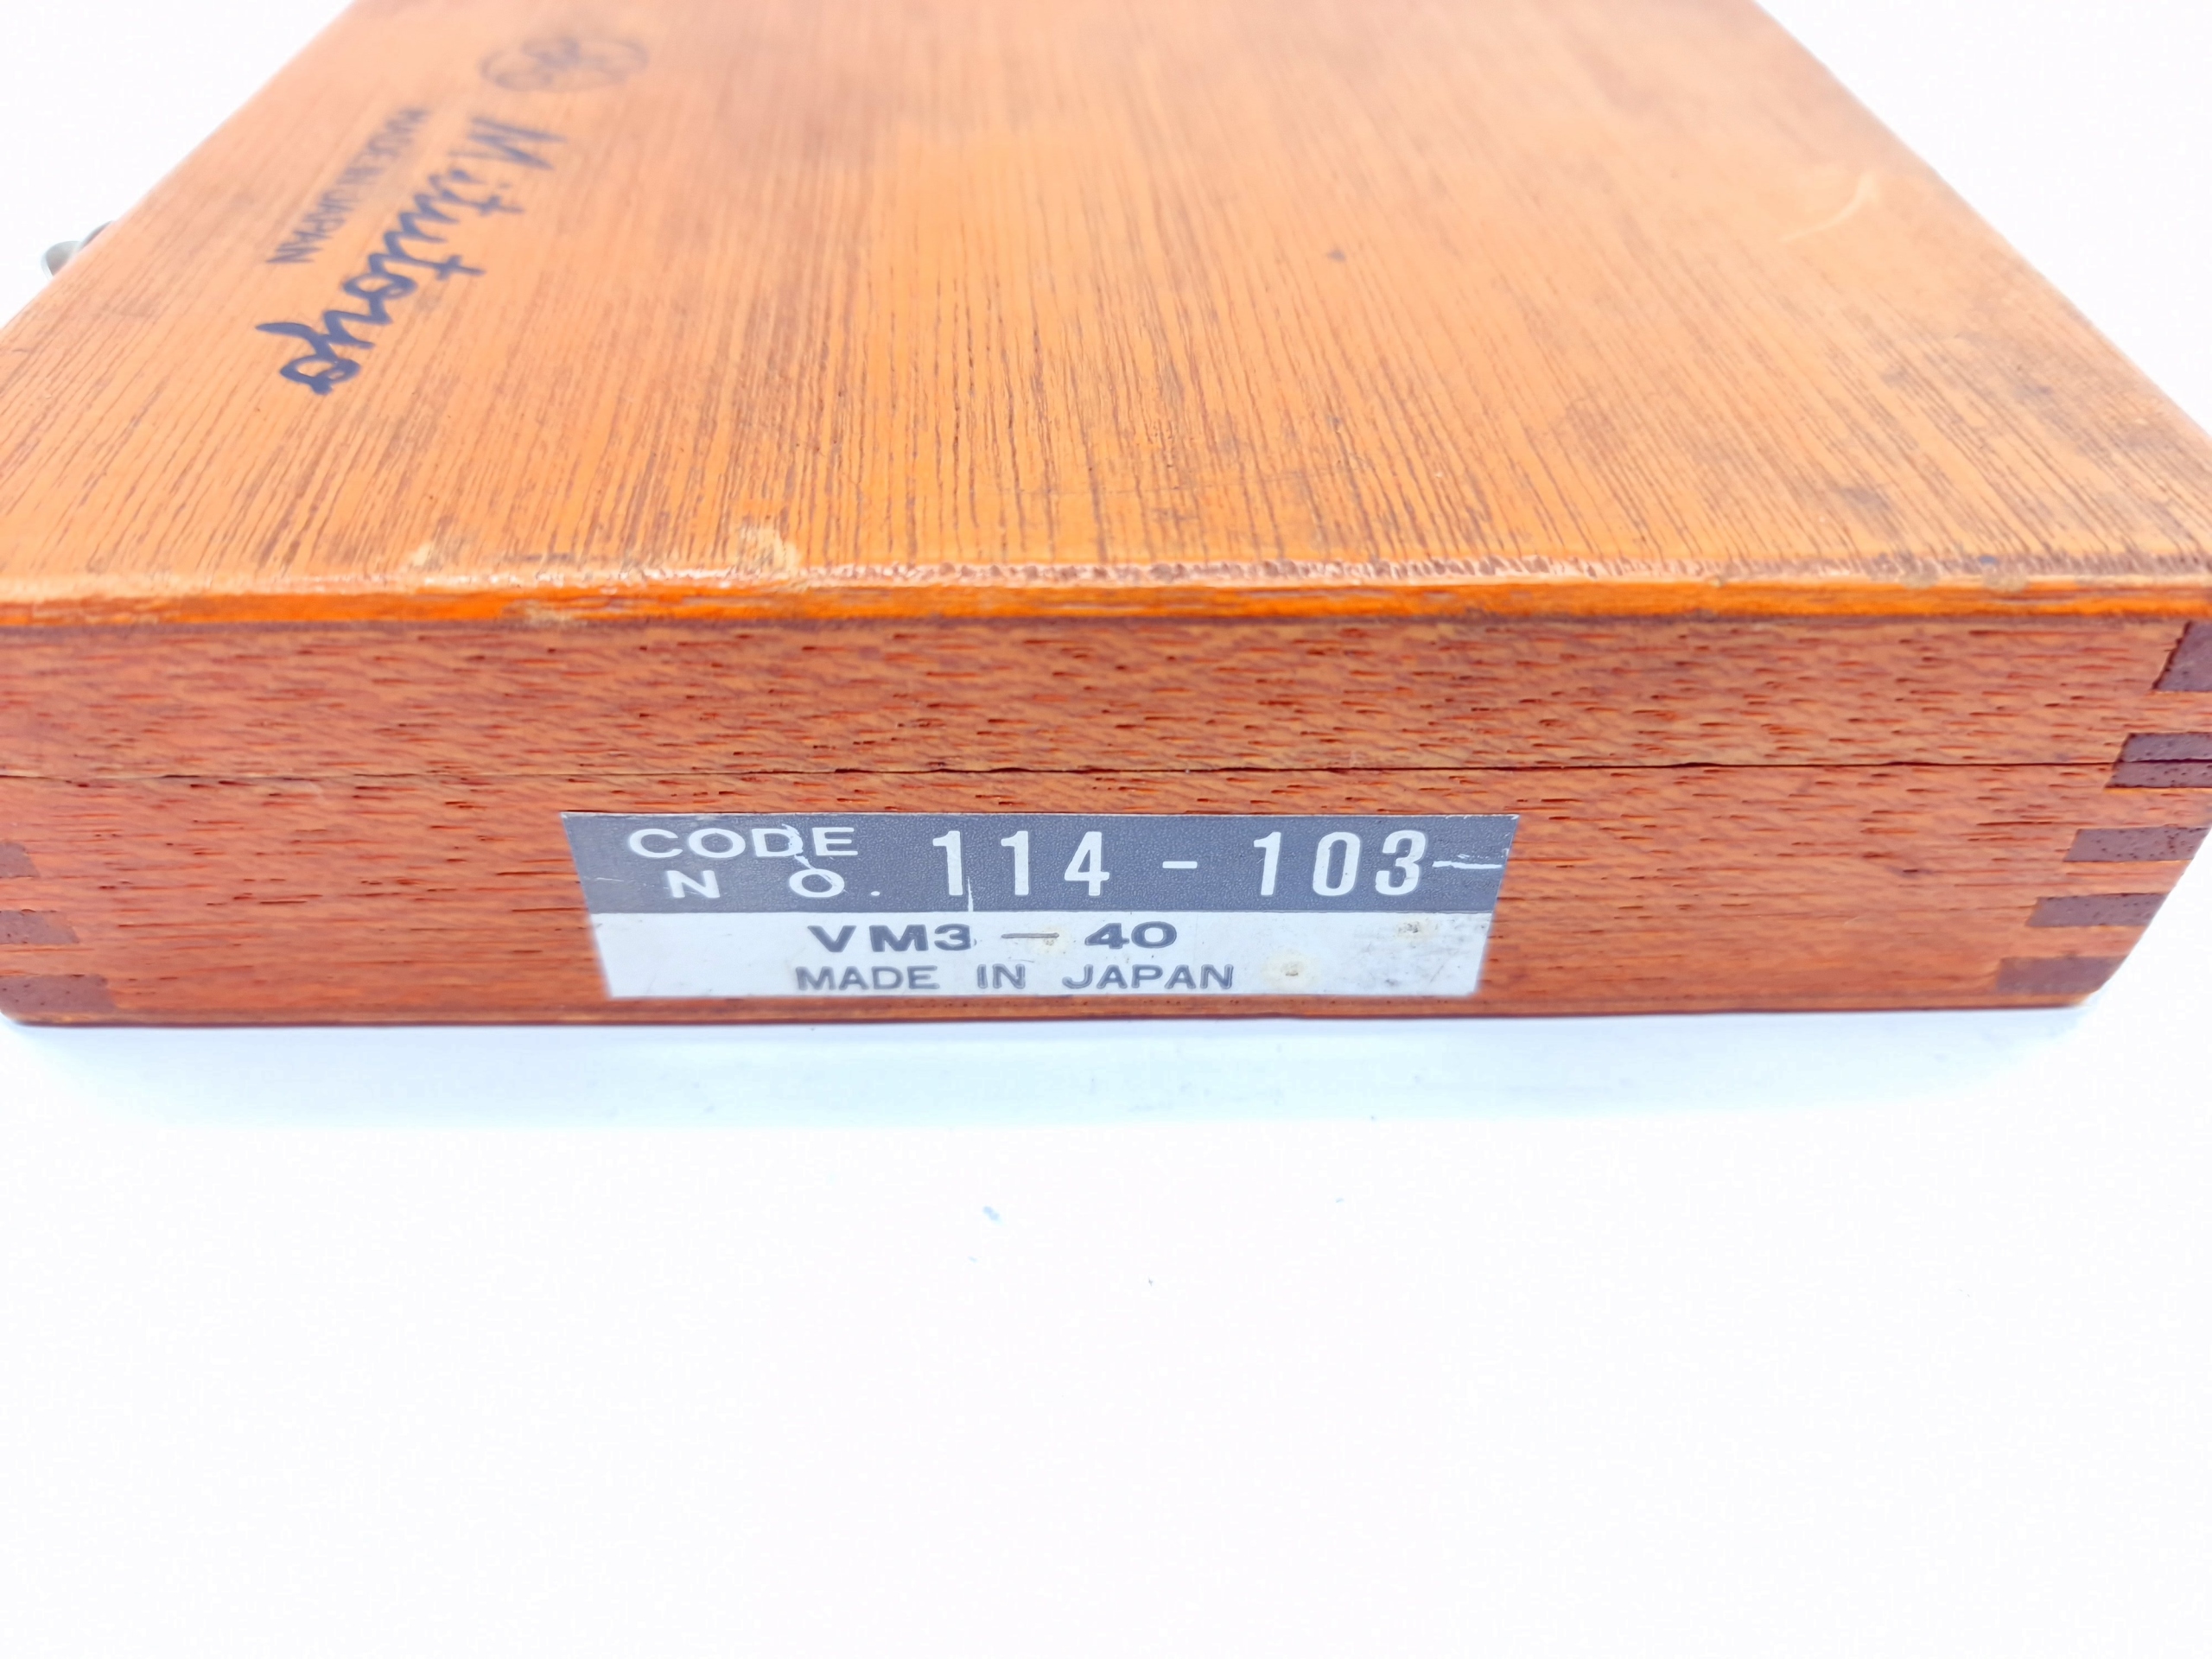 Mitutoyo
MADE IN JAPAN
CODE NO. 114 - 103
VM3 - 40
MADE IN JAPAN